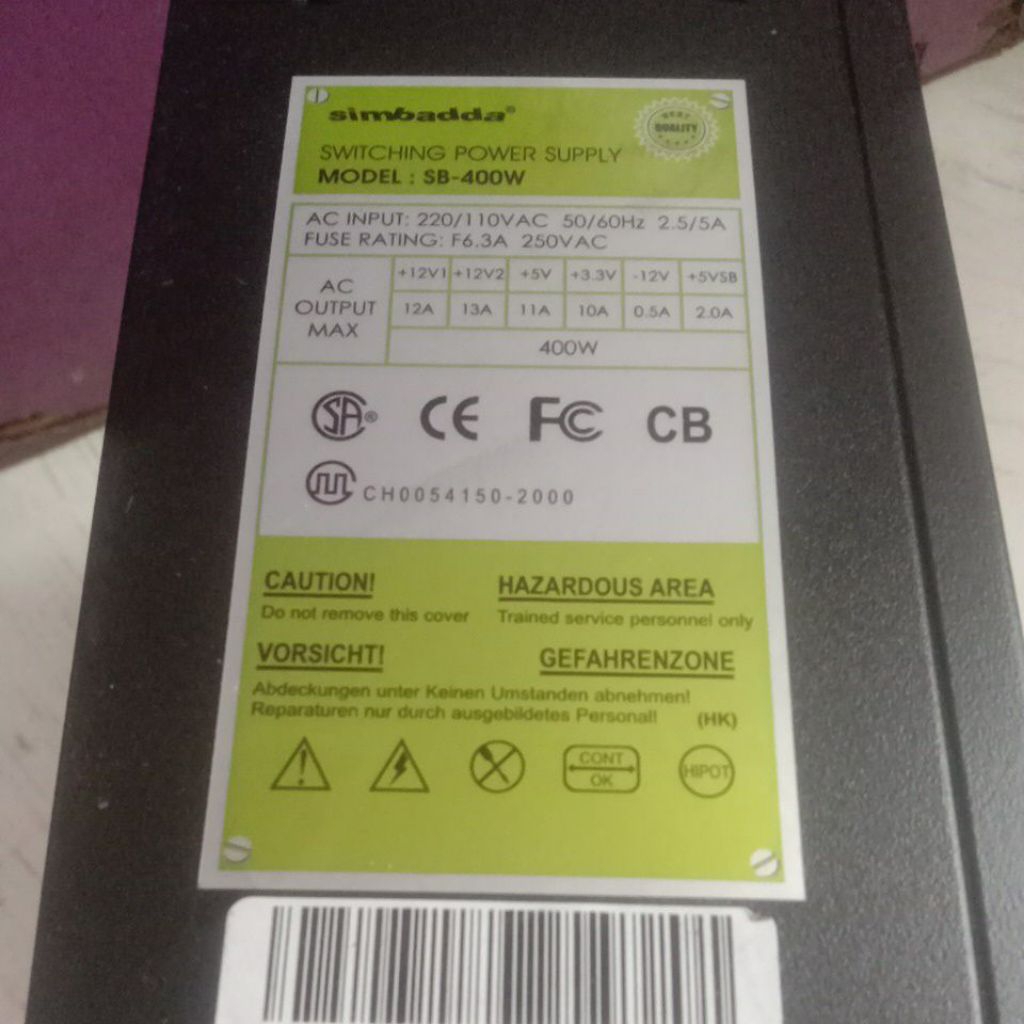 simbadda®
BEST
QUALITY
SWITCHING POWER SUPPLY
MODEL : SB-400W
AC INPUT: 220/110VAC 50/60Hz 2.5/5A
FUSE RATING: F6.3A 250VAC
AC OUTPUT MAX
+12V1 +12V2 +5V +3.3V -12V +5VSB
12A 13A 11A 10A 0.5A 2.0A
400W
SA® CE FC CB
CH0054150-2000
CAUTION! HAZARDOUS AREA
Do not remove this cover Trained service personnel only
VORSICHT! GEFAHRENZONE
Abdeckungen unter Keinen Umstanden abnehmen!
Reparaturen nur durch ausgebildetes Personal! (HK)
CONT
OK
HIPOT